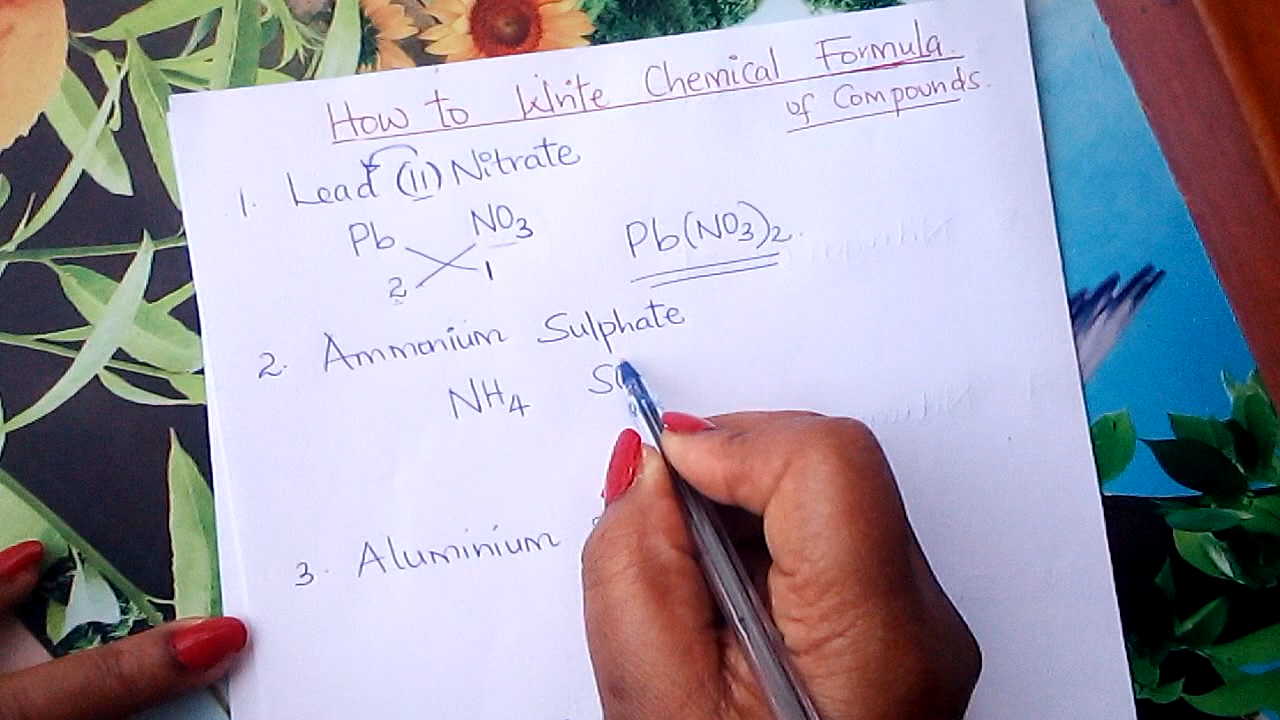 How to Write Chemical Formula
of Compounds.
1. Lead (II) Nitrate
Pb NO3 Pb(NO3)2.
2 1
2. Ammonium Sulphate
NH4 SO
3. Aluminium